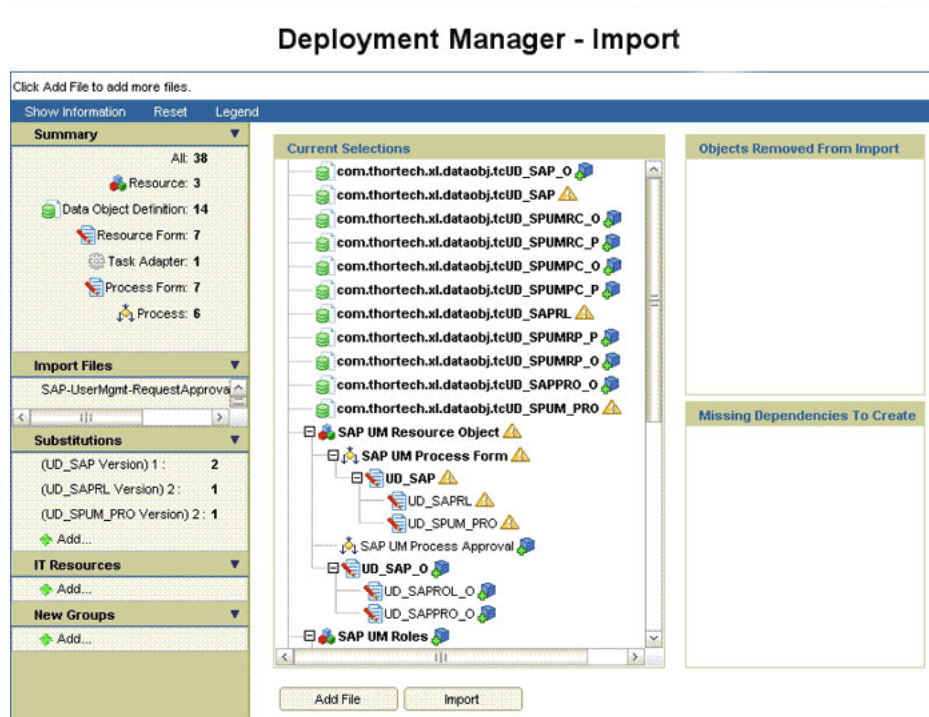 Deployment Manager - Import
Click Add File to add more files.
Show Information Reset Legend
Summary
All: 38
Resource: 3
Data Object Definition: 14
Resource Form: 7
Task Adapter: 1
Process Form: 7
Process: 6
Import Files
SAP-UserMgmt-RequestApprova
Substitutions
(UD_SAP Version) 1 : 2
(UD_SAPRL Version) 2 : 1
(UD_SPUM_PRO Version) 2 : 1
Add...
IT Resources
Add...
New Groups
Add...
Current Selections
com.thortech.xl.dataobj.tcUD_SAP_O
com.thortech.xl.dataobj.tcUD_SAP
com.thortech.xl.dataobj.tcUD_SPUMRC_O
com.thortech.xl.dataobj.tcUD_SPUMRC_P
com.thortech.xl.dataobj.tcUD_SPUMPC_O
com.thortech.xl.dataobj.tcUD_SPUMPC_P
com.thortech.xl.dataobj.tcUD_SAPRL
com.thortech.xl.dataobj.tcUD_SPUMRP_P
com.thortech.xl.dataobj.tcUD_SPUMRP_O
com.thortech.xl.dataobj.tcUD_SAPPRO_O
com.thortech.xl.dataobj.tcUD_SPUM_PRO
SAP UM Resource Object
SAP UM Process Form
UD_SAP
UD_SAPRL
UD_SPUM_PRO
SAP UM Process Approval
UD_SAP_O
UD_SAPROL_O
UD_SAPPRO_O
SAP UM Roles
Add File
Import
Objects Removed From Import
Missing Dependencies To Create